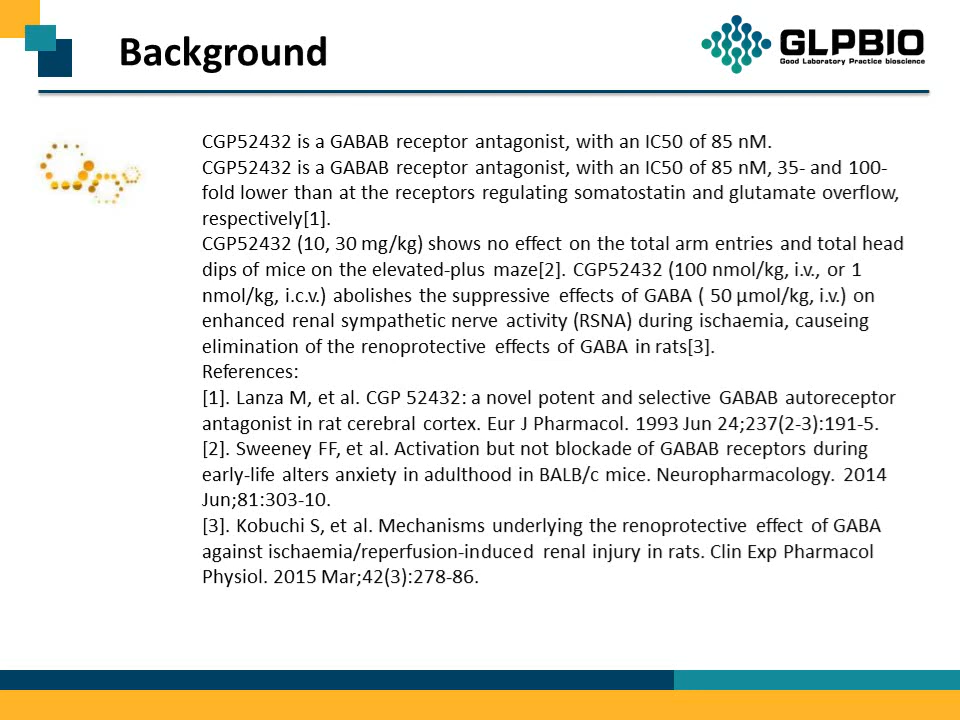 Background
GLPBIO
Good Laboratory Practice bioscience
CGP52432 is a GABAB receptor antagonist, with an IC50 of 85 nM.
CGP52432 is a GABAB receptor antagonist, with an IC50 of 85 nM, 35- and 100-
fold lower than at the receptors regulating somatostatin and glutamate overflow,
respectively[1].
CGP52432 (10, 30 mg/kg) shows no effect on the total arm entries and total head
dips of mice on the elevated-plus maze[2]. CGP52432 (100 nmol/kg, i.v., or 1
nmol/kg, i.c.v.) abolishes the suppressive effects of GABA ( 50 μmol/kg, i.v.) on
enhanced renal sympathetic nerve activity (RSNA) during ischaemia, causeing
elimination of the renoprotective effects of GABA in rats[3].
References:
[1]. Lanza M, et al. CGP 52432: a novel potent and selective GABAB autoreceptor
antagonist in rat cerebral cortex. Eur J Pharmacol. 1993 Jun 24;237(2-3):191-5.
[2]. Sweeney FF, et al. Activation but not blockade of GABAB receptors during
early-life alters anxiety in adulthood in BALB/c mice. Neuropharmacology. 2014
Jun;81:303-10.
[3]. Kobuchi S, et al. Mechanisms underlying the renoprotective effect of GABA
against ischaemia/reperfusion-induced renal injury in rats. Clin Exp Pharmacol
Physiol. 2015 Mar;42(3):278-86.